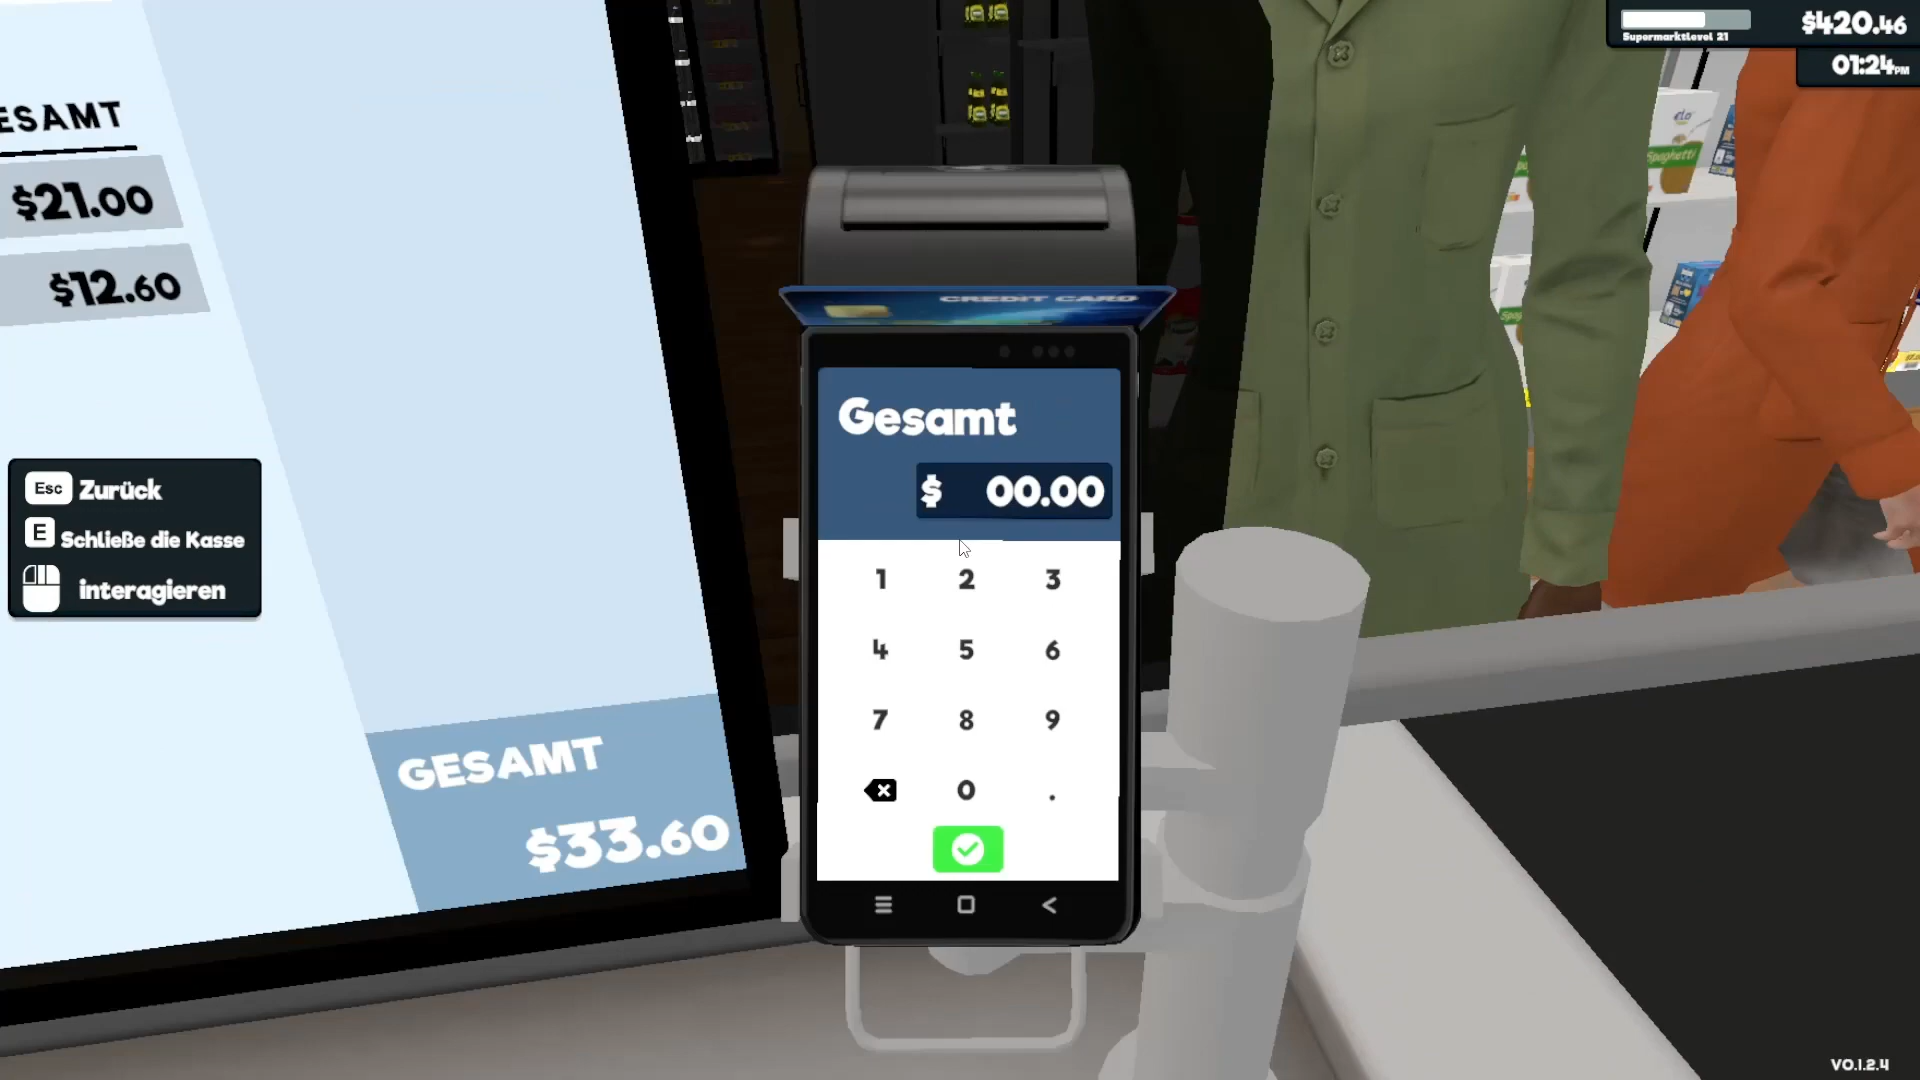 ESAMT
$21.00
$12.60
Esc Zurück
E Schließe die Kasse
interagieren
GESAMT
$33.60
CREDIT CARD
Gesamt
$ 00.00
1 2 3
4 5 6
7 8 9
0 .
Supermarktlevel 21
$420.46
01:24PM
Spaghetti
V0.1.2.4